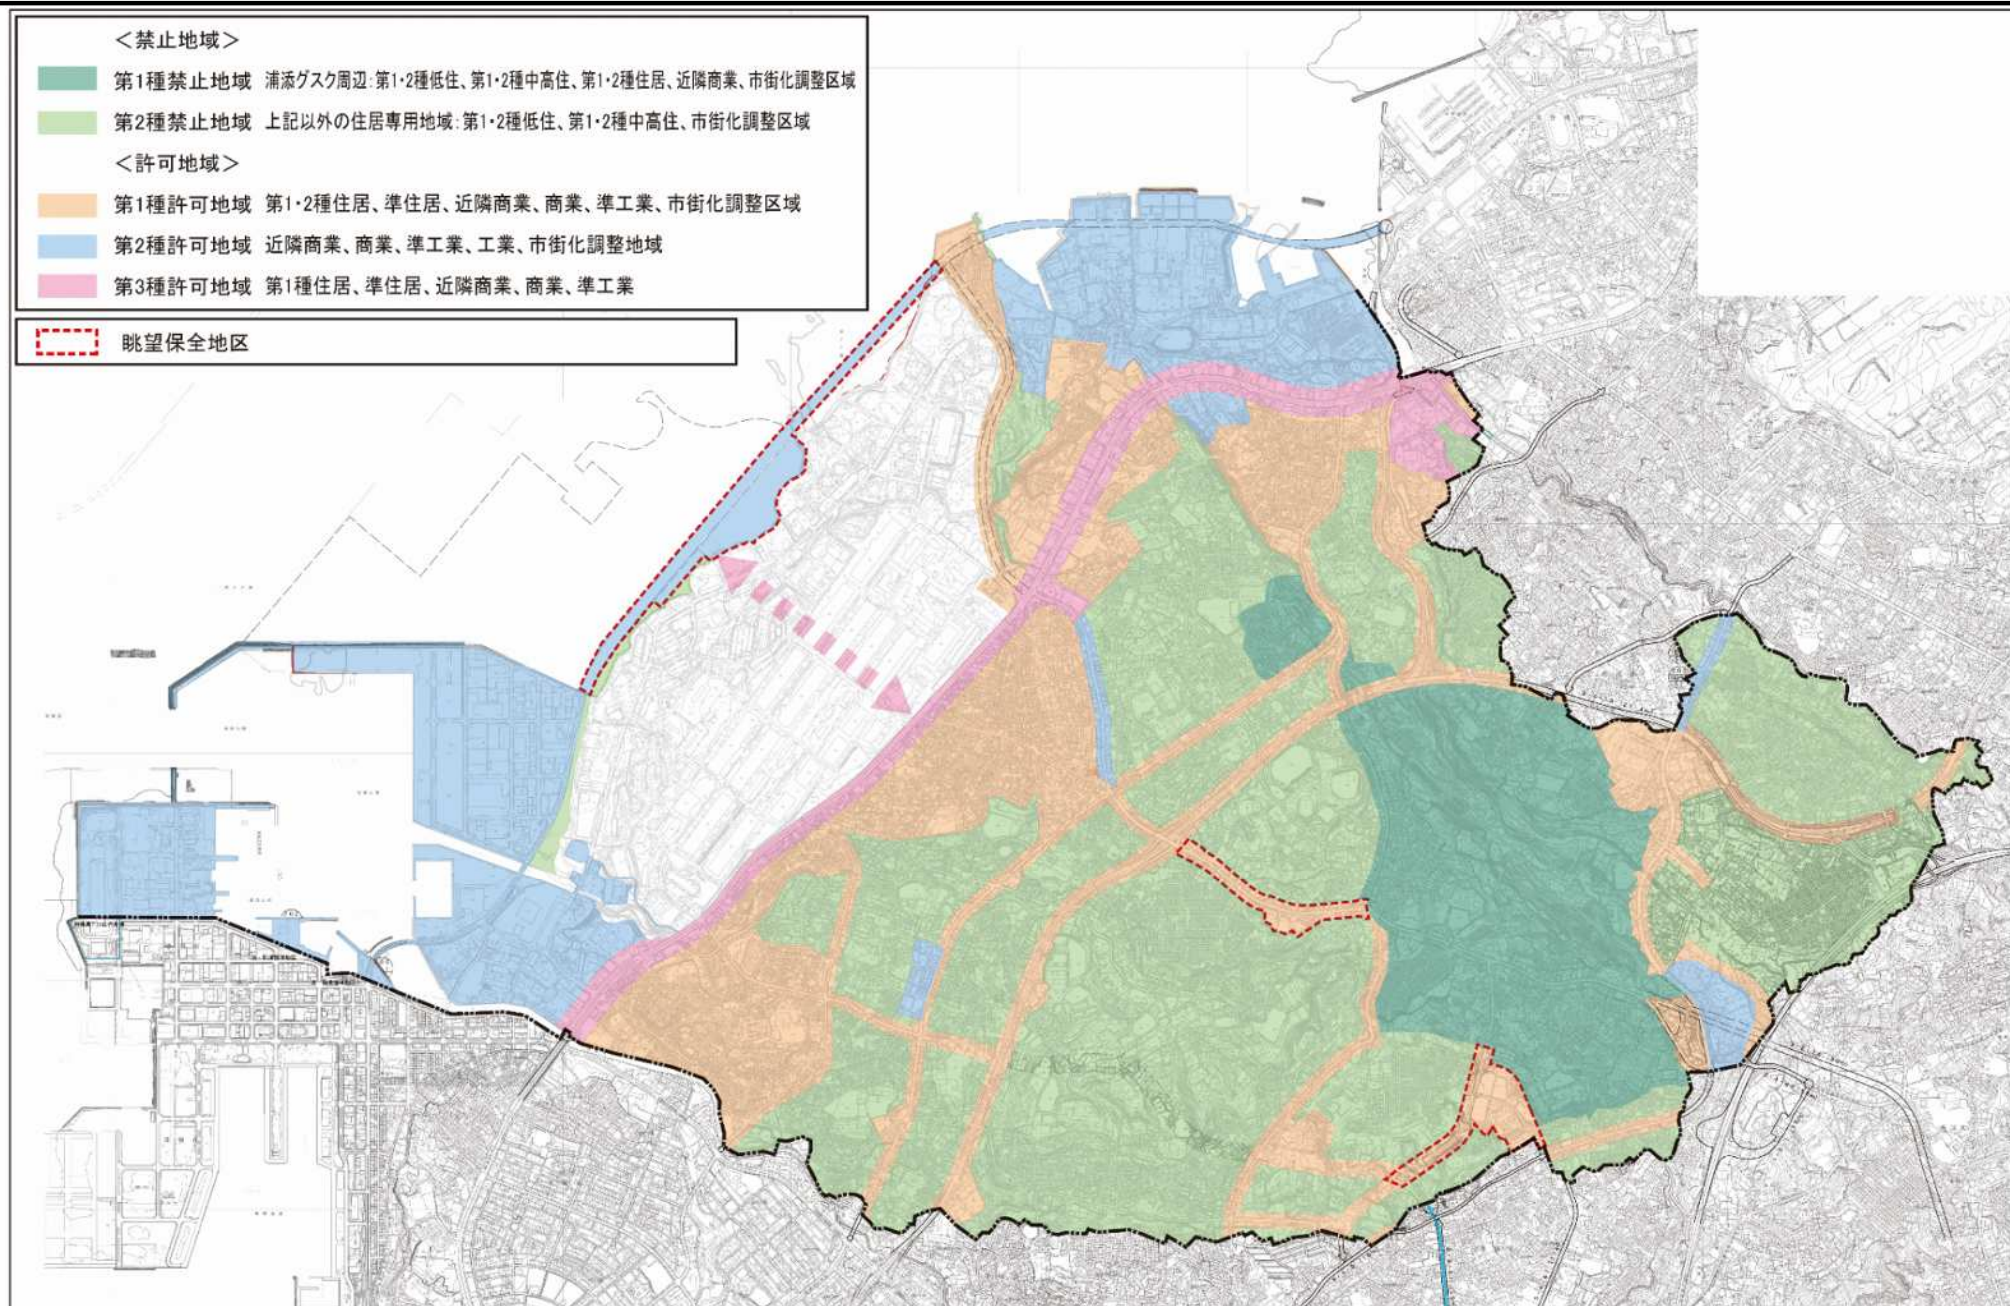 ＜禁止地域＞
第1種禁止地域 浦添グスク周辺:第1・2種低住、第1・2種中高住、第1・2種住居、近隣商業、市街化調整区域
第2種禁止地域 上記以外の住居専用地域:第1・2種低住、第1・2種中高住、市街化調整区域
＜許可地域＞
第1種許可地域 第1・2種住居、準住居、近隣商業、商業、準工業、市街化調整区域
第2種許可地域 近隣商業、商業、準工業、工業、市街化調整地域
第3種許可地域 第1種住居、準住居、近隣商業、商業、準工業
眺望保全地区